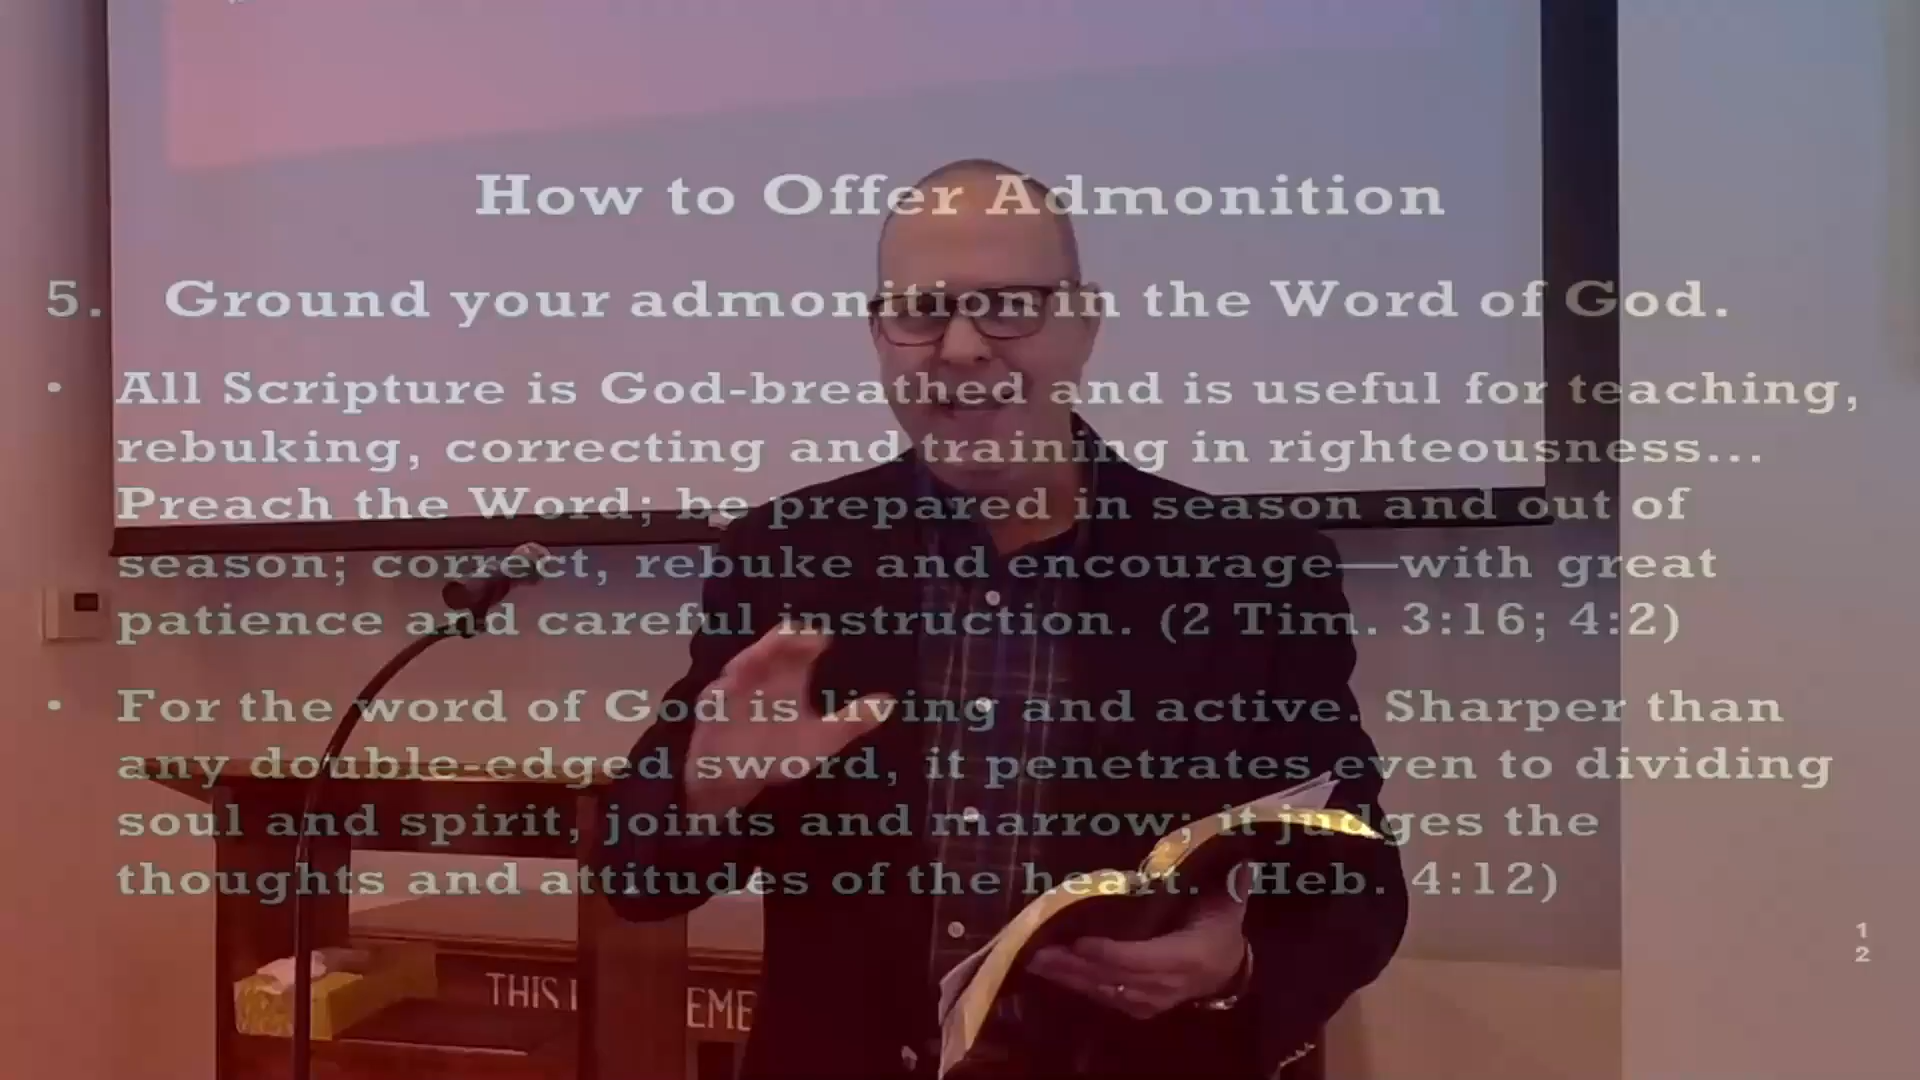 How to Offer Admonition
5. Ground your admonition in the Word of God.
• All Scripture is God-breathed and is useful for teaching,
rebuking, correcting and training in righteousness...
Preach the Word; be prepared in season and out of
season; correct, rebuke and encourage—with great
patience and careful instruction. (2 Tim. 3:16; 4:2)
• For the word of God is living and active. Sharper than
any double-edged sword, it penetrates even to dividing
soul and spirit, joints and marrow; it judges the
thoughts and attitudes of the heart. (Heb. 4:12)
1
2
THIS
EME